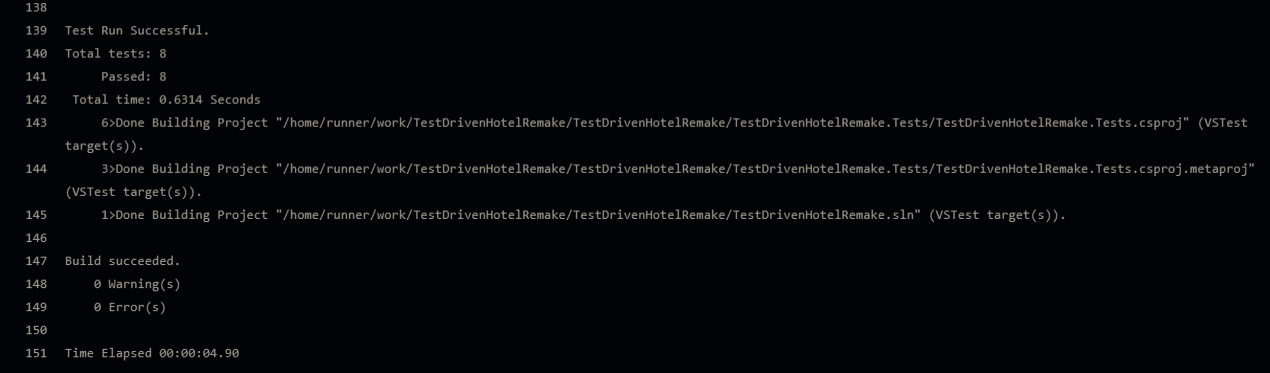 138
139 Test Run Successful.
140 Total tests: 8
141      Passed: 8
142  Total time: 0.6314 Seconds
143      6>Done Building Project "/home/runner/work/TestDrivenHotelRemake/TestDrivenHotelRemake/TestDrivenHotelRemake.Tests/TestDrivenHotelRemake.Tests.csproj" (VSTest
target(s)).
144      3>Done Building Project "/home/runner/work/TestDrivenHotelRemake/TestDrivenHotelRemake/TestDrivenHotelRemake.Tests/TestDrivenHotelRemake.Tests.csproj.metaproj"
(VSTest target(s)).
145      1>Done Building Project "/home/runner/work/TestDrivenHotelRemake/TestDrivenHotelRemake/TestDrivenHotelRemake.sln" (VSTest target(s)).
146
147 Build succeeded.
148     0 Warning(s)
149     0 Error(s)
150
151 Time Elapsed 00:00:04.90